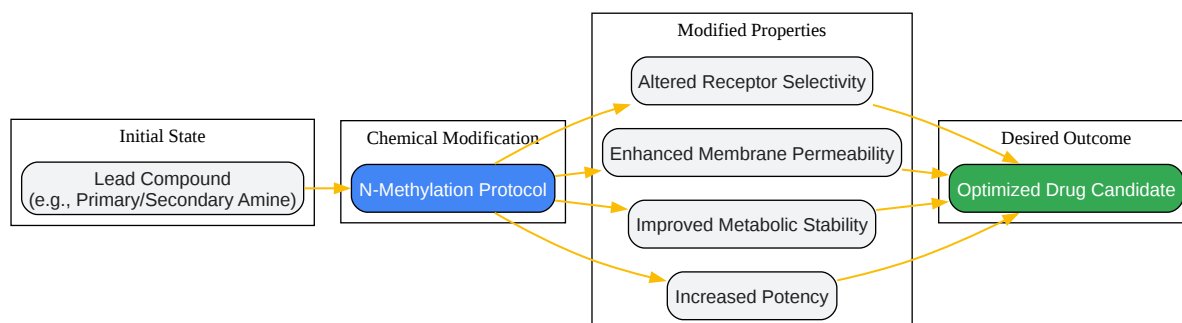 Initial State
Lead Compound
(e.g., Primary/Secondary Amine)
Chemical Modification
N-Methylation Protocol
Modified Properties
Altered Receptor Selectivity
Enhanced Membrane Permeability
Improved Metabolic Stability
Increased Potency
Desired Outcome
Optimized Drug Candidate